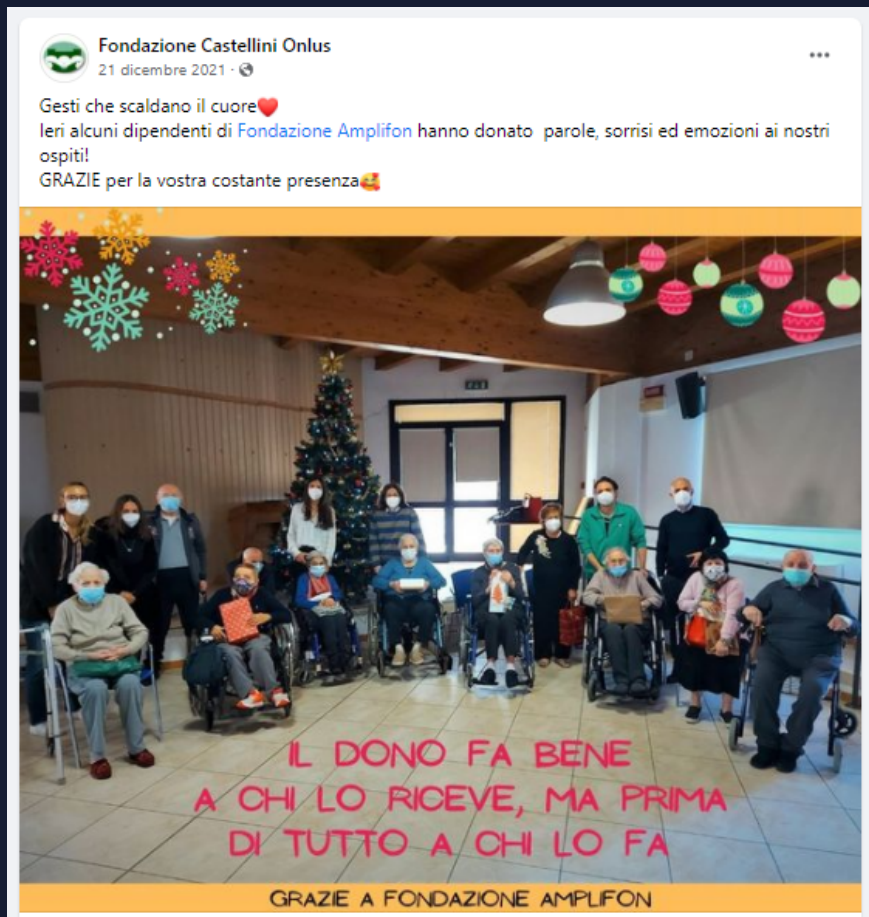 Fondazione Castellini Onlus
21 dicembre 2021 ·
Gesti che scaldano il cuore❤️
Ieri alcuni dipendenti di Fondazione Amplifon hanno donato parole, sorrisi ed emozioni ai nostri
ospiti!
GRAZIE per la vostra costante presenza🥰
IL DONO FA BENE
A CHI LO RICEVE, MA PRIMA
DI TUTTO A CHI LO FA
GRAZIE A FONDAZIONE AMPLIFON